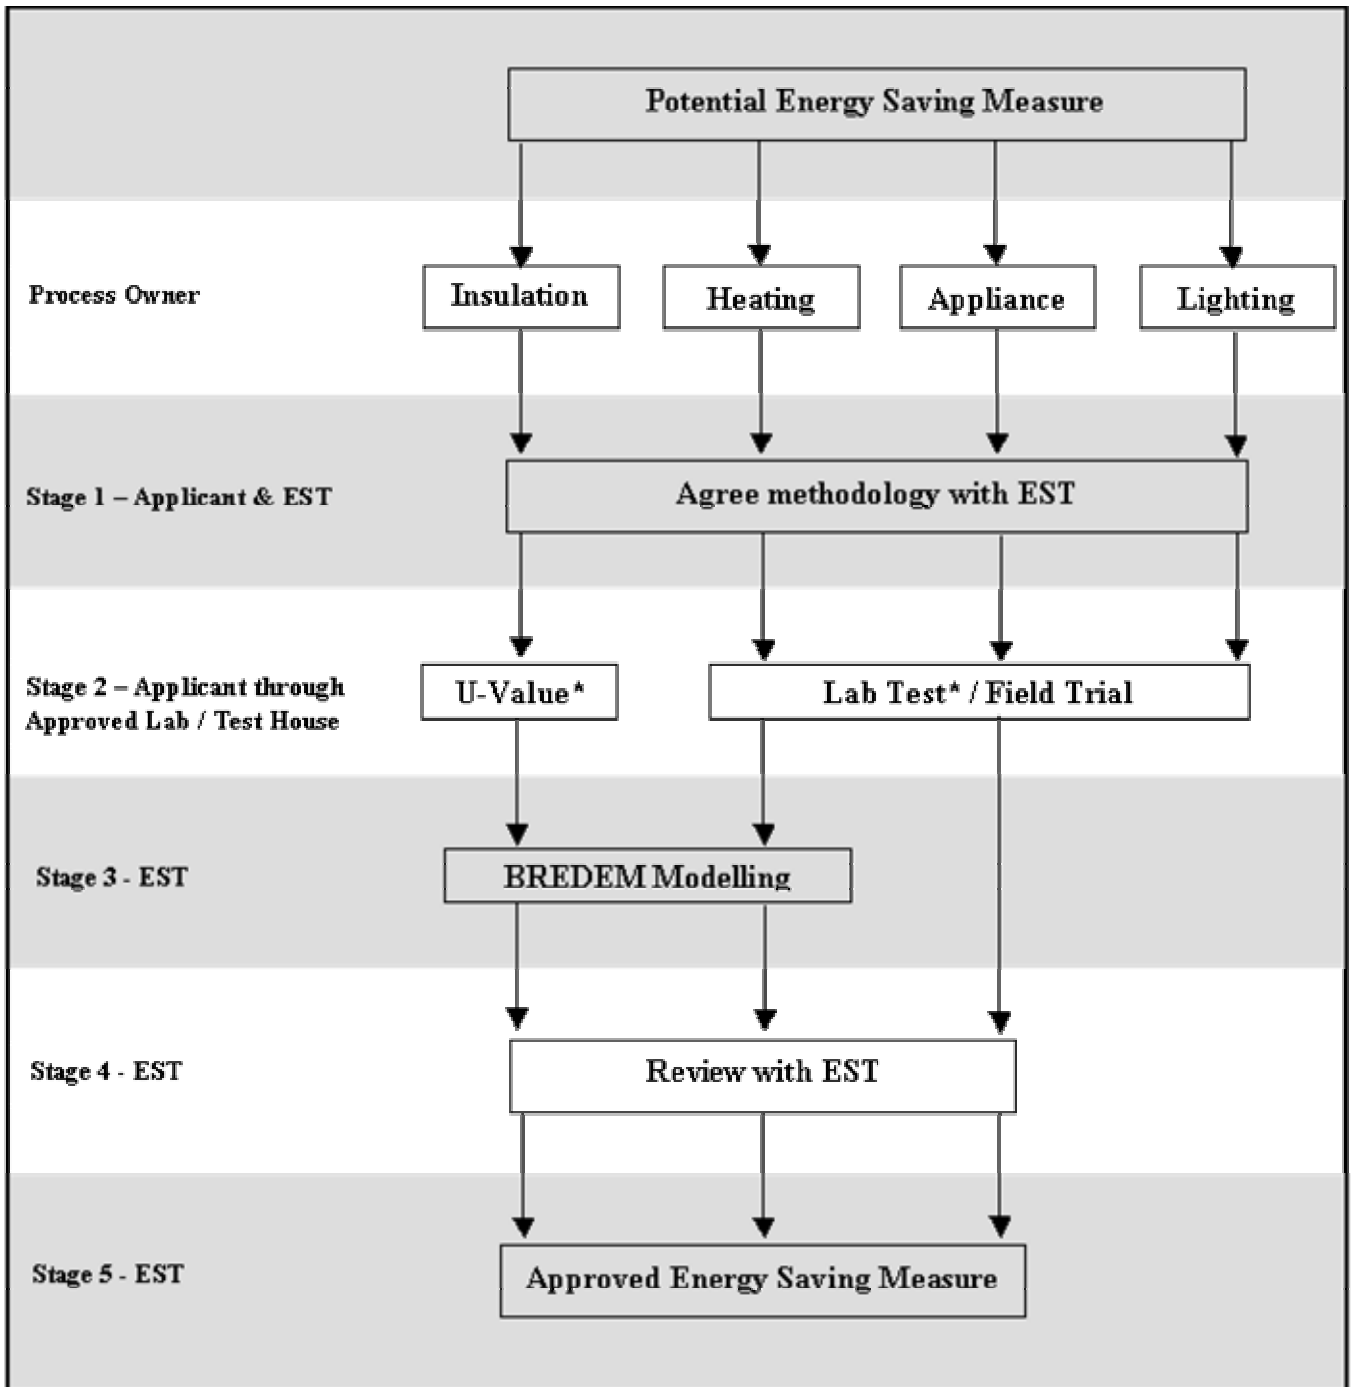 Potential Energy Saving Measure
Process Owner
Insulation
Heating
Appliance
Lighting
Stage 1 – Applicant & EST
Agree methodology with EST
Stage 2 – Applicant through
Approved Lab / Test House
U-Value*
Lab Test* / Field Trial
Stage 3 - EST
BREDEM Modelling
Stage 4 - EST
Review with EST
Stage 5 - EST
Approved Energy Saving Measure